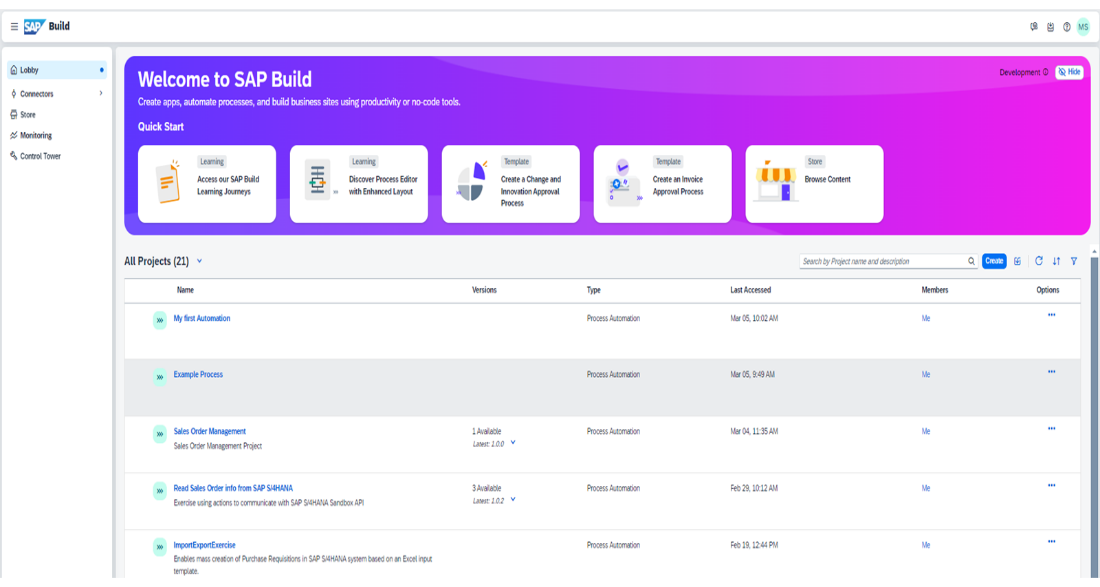 SAP Build
MS
Lobby
Connectors
Store
Monitoring
Control Tower
Welcome to SAP Build
Development
Hide
Create apps, automate processes, and build business sites using productivity or no-code tools.
Quick Start
Learning
Access our SAP Build
Learning Journeys
Learning
Discover Process Editor
with Enhanced Layout
Template
Create a Change and
Innovation Approval
Process
Template
Create an Invoice
Approval Process
Store
Browse Content
All Projects (21)
Search by Project name and description
Create
Name Versions Type Last Accessed Members Options
My first Automation Process Automation Mar 05, 10:02 AM Me
Example Process Process Automation Mar 05, 9:49 AM Me
Sales Order Management 1 Available Process Automation Mar 04, 11:35 AM Me
Sales Order Management Project Latest: 1.0.0
Read Sales Order info from SAP S/4HANA 3 Available Process Automation Feb 29, 10:12 AM Me
Exercise using actions to communicate with SAP S/4HANA Sandbox API Latest: 1.0.2
ImportExportExercise Process Automation Feb 19, 12:44 PM Me
Enables mass creation of Purchase Requisitions in SAP S/4HANA system based on an Excel input
template.